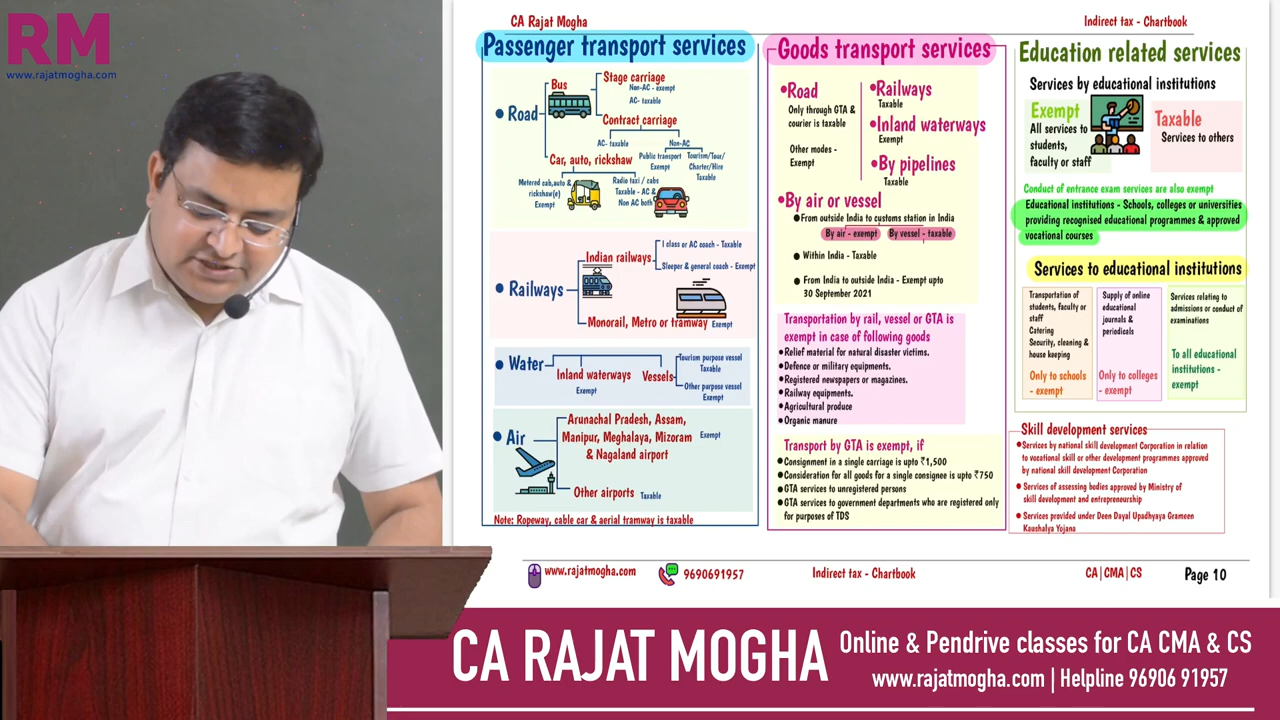 RM
www.rajatmogha.com
CA Rajat Mogha
Indirect tax - Chartbook
Passenger transport services
Road
Bus
Stage carriage
Non-AC - exempt
AC- taxable
Contract carriage
AC- taxable
Non-AC
Public transport
Exempt
Tourism/Tour/
Charter/Hire
Taxable
Car, auto, rickshaw
Metered cab,auto &
rickshaw(e)
Exempt
Radio taxi / cabs
Taxable - AC &
Non AC both
Railways
Indian railways
I class or AC coach - Taxable
Sleeper & general coach - Exempt
Monorail, Metro or tramway Exempt
Water
Inland waterways
Exempt
Vessels
Tourism purpose vessel
Taxable
Other purpose vessel
Exempt
Air
Arunachal Pradesh, Assam,
Manipur, Meghalaya, Mizoram
& Nagaland airport
Exempt
Other airports Taxable
Note: Ropeway, cable car & aerial tramway is taxable
Goods transport services
•Road
Only through GTA &
courier is taxable
Other modes -
Exempt
•Railways
Taxable
•Inland waterways
Exempt
•By pipelines
Taxable
•By air or vessel
●From outside India to customs station in India
By air - exempt
By vessel - taxable
● Within India - Taxable
● From India to outside India - Exempt upto
30 September 2021
Transportation by rail, vessel or GTA is
exempt in case of following goods
•Relief material for natural disaster victims.
•Defence or military equipments.
•Registered newspapers or magazines.
•Railway equipments.
•Agricultural produce
•Organic manure
Transport by GTA is exempt, if
●Consignment in a single carriage is upto ₹1,500
●Consideration for all goods for a single consignee is upto ₹750
●GTA services to unregistered persons
●GTA services to government departments who are registered only
for purposes of TDS
Education related services
Services by educational institutions
Exempt
All services to
students,
faculty or staff
Taxable
Services to others
Conduct of entrance exam services are also exempt
Educational institutions - Schools, colleges or universities
providing recognised educational programmes & approved
vocational courses
Services to educational institutions
Transportation of
students, faculty or
staff
Catering
Security, cleaning &
house keeping
Only to schools
- exempt
Supply of online
educational
journals &
periodicals
Only to colleges
- exempt
Services relating to
admissions or conduct of
examinations
To all educational
institutions -
exempt
Skill development services
●Services by national skill development Corporation in relation
to vocational skill or other development programmes approved
by national skill development Corporation
● Services of assessing bodies approved by Ministry of
skill development and entrepreneurship
● Services provided under Deen Dayal Upadhyaya Grameen
Kaushalya Yojana
www.rajatmogha.com
9690691957
Indirect tax - Chartbook
CA|CMA|CS
Page 10
CA RAJAT MOGHA
Online & Pendrive classes for CA CMA & CS
www.rajatmogha.com | Helpline 96906 91957